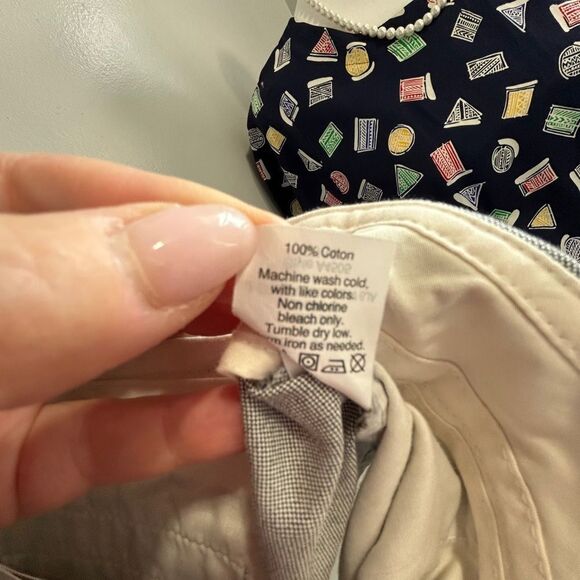 100% Coton
Machine wash cold,
with like colors.
Non chlorine
bleach only.
Tumble dry low.
iron as needed.